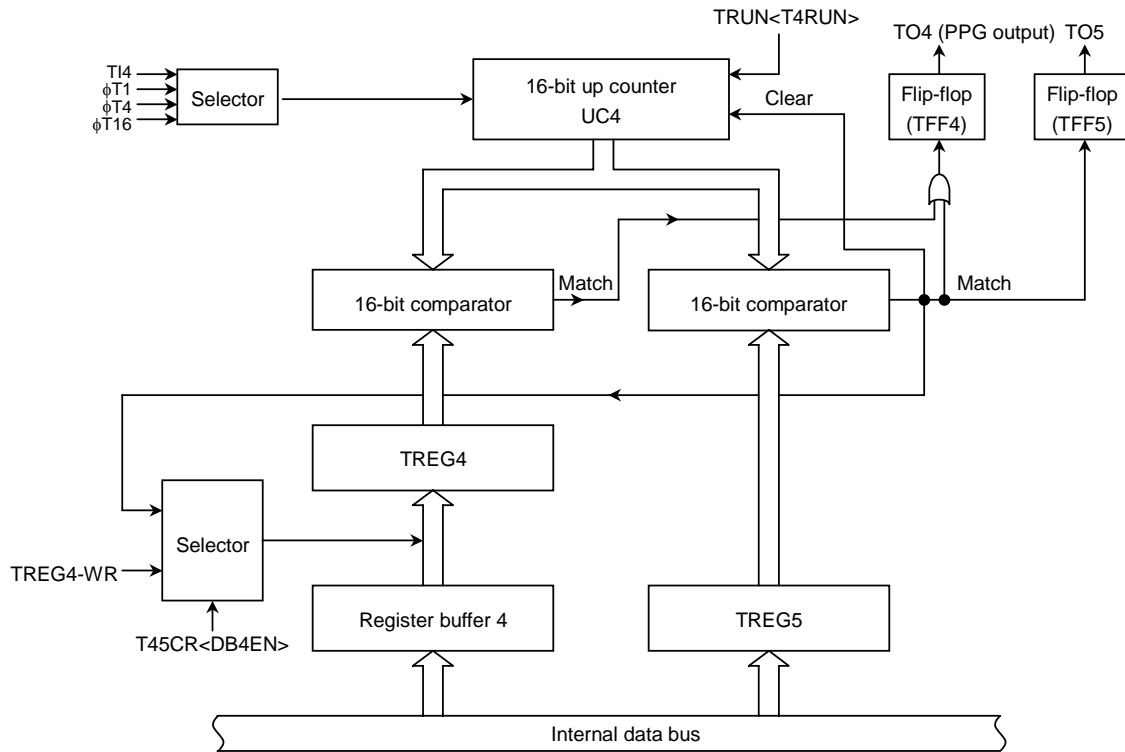 TRUN<T4RUN>
TO4 (PPG output) TO5
TI4
ϕT1
ϕT4
ϕT16
Selector
16-bit up counter
UC4
Clear
Flip-flop
(TFF4)
Flip-flop
(TFF5)
16-bit comparator
Match
16-bit comparator
Match
TREG4
Selector
TREG4-WR
T45CR<DB4EN>
Register buffer 4
TREG5
Internal data bus